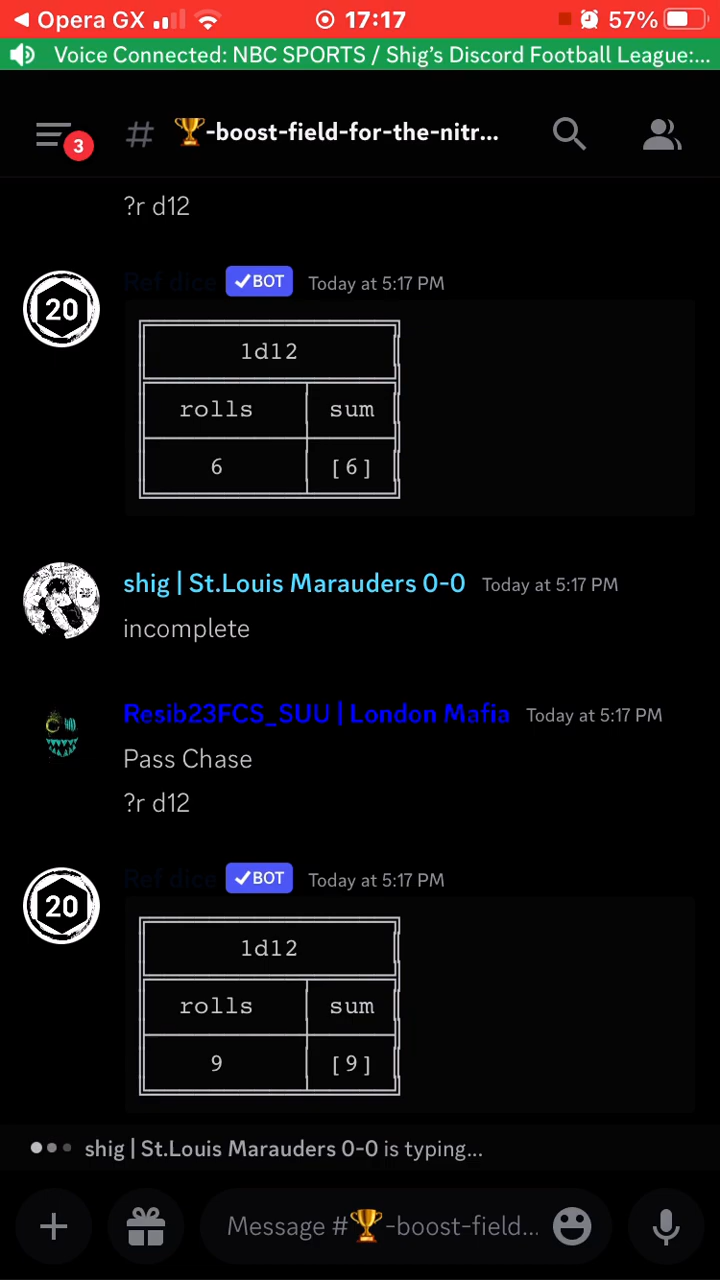 ◀ Opera GX 17:17 57%
Voice Connected: NBC SPORTS / Shig's Discord Football League:...
3 # 🏆-boost-field-for-the-nitr...
?r d12
20 Ref dice ✓BOT Today at 5:17 PM
1d12
rolls sum
6 [6]
shig | St.Louis Marauders 0-0 Today at 5:17 PM
incomplete
Resib23FCS_SUU | London Mafia Today at 5:17 PM
Pass Chase
?r d12
20 Ref dice ✓BOT Today at 5:17 PM
1d12
rolls sum
9 [9]
shig | St.Louis Marauders 0-0 is typing...
Message #🏆-boost-field...